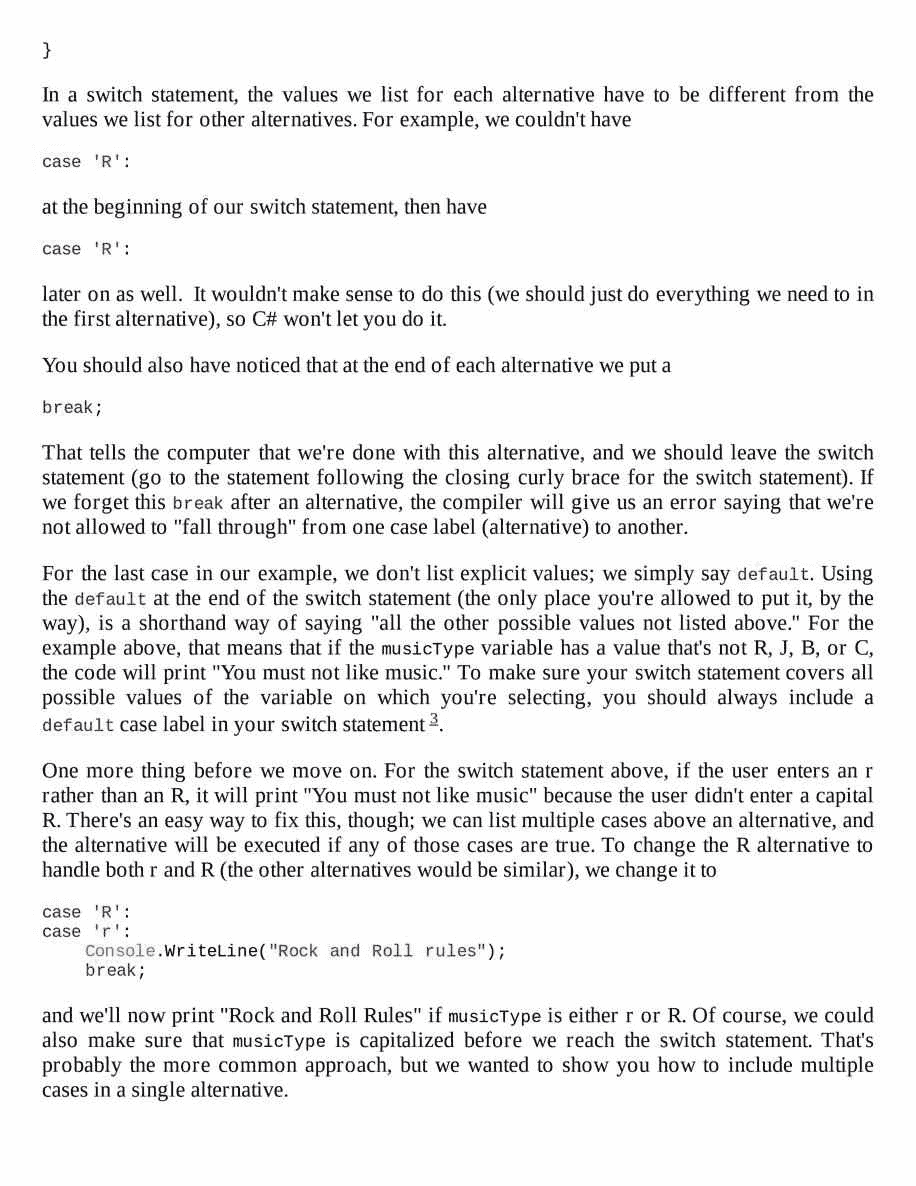 }
In a switch statement, the values we list for each alternative have to be different from the
values we list for other alternatives. For example, we couldn't have
case 'R':
at the beginning of our switch statement, then have
case 'R':
later on as well.  It wouldn't make sense to do this (we should just do everything we need to in
the first alternative), so C# won't let you do it.
You should also have noticed that at the end of each alternative we put a
break;
That tells the computer that we're done with this alternative, and we should leave the switch
statement (go to the statement following the closing curly brace for the switch statement). If
we forget this break after an alternative, the compiler will give us an error saying that we're
not allowed to "fall through" from one case label (alternative) to another.
For the last case in our example, we don't list explicit values; we simply say default. Using
the default at the end of the switch statement (the only place you're allowed to put it, by the
way), is a shorthand way of saying "all the other possible values not listed above." For the
example above, that means that if the musicType variable has a value that's not R, J, B, or C,
the code will print "You must not like music." To make sure your switch statement covers all
possible values of the variable on which you're selecting, you should always include a
default case label in your switch statement 3.
One more thing before we move on. For the switch statement above, if the user enters an r
rather than an R, it will print "You must not like music" because the user didn't enter a capital
R. There's an easy way to fix this, though; we can list multiple cases above an alternative, and
the alternative will be executed if any of those cases are true. To change the R alternative to
handle both r and R (the other alternatives would be similar), we change it to
case 'R':
case 'r':
    Console.WriteLine("Rock and Roll rules");
    break;
and we'll now print "Rock and Roll Rules" if musicType is either r or R. Of course, we could
also make sure that musicType is capitalized before we reach the switch statement. That's
probably the more common approach, but we wanted to show you how to include multiple
cases in a single alternative.